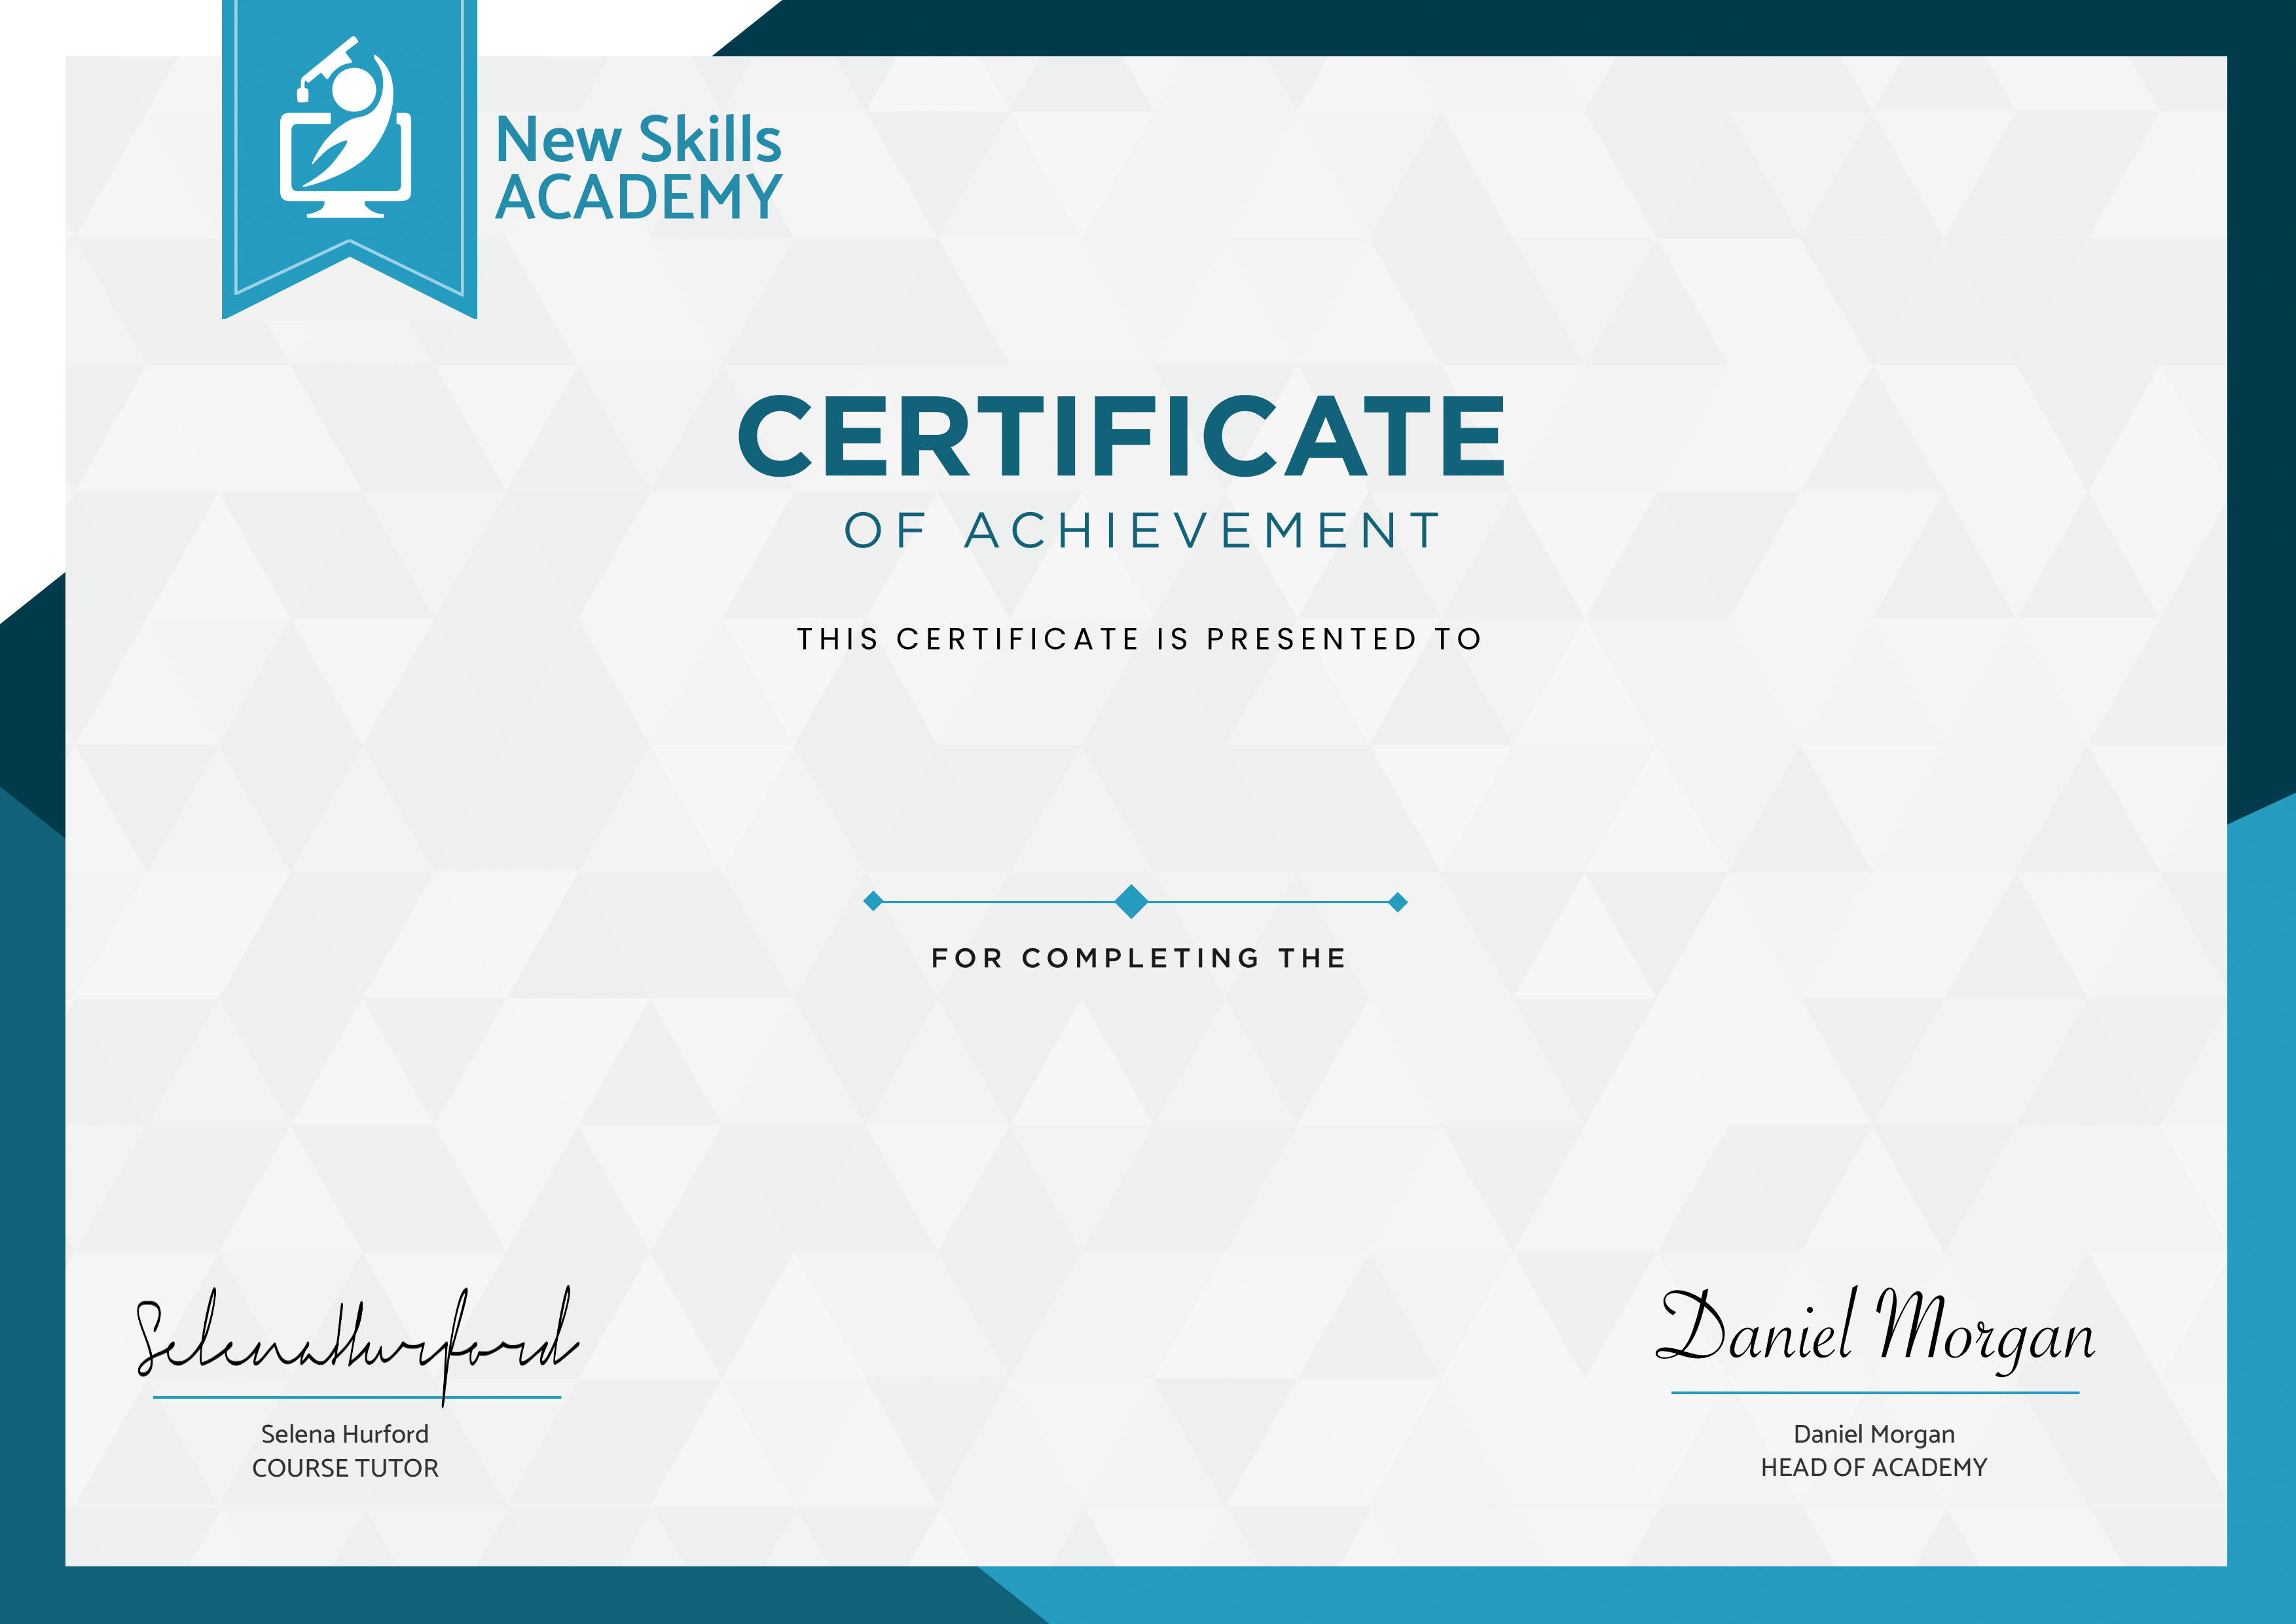 New Skills
ACADEMY
CERTIFICATE
OF ACHIEVEMENT
THIS CERTIFICATE IS PRESENTED TO
FOR COMPLETING THE
Selena Hurford
Daniel Morgan
Selena Hurford
COURSE TUTOR
Daniel Morgan
HEAD OF ACADEMY